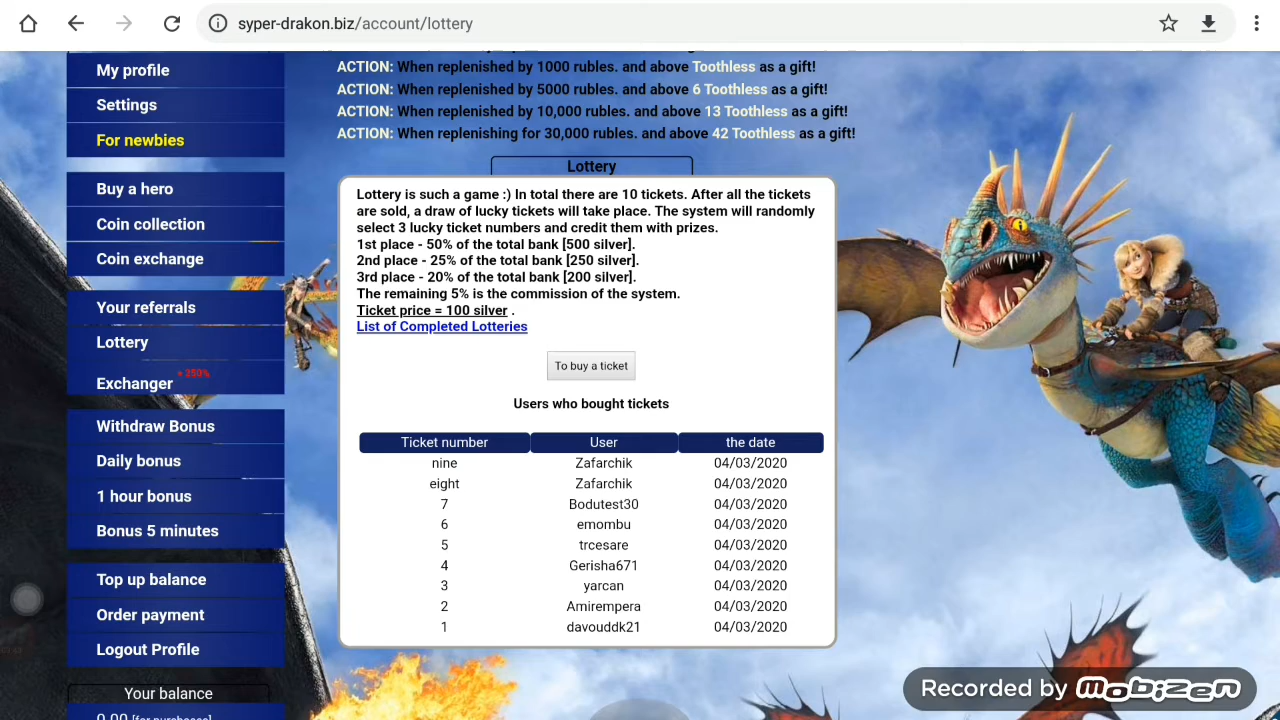 syper-drakon.biz/account/lottery
My profile
Settings
For newbies
Buy a hero
Coin collection
Coin exchange
Your referrals
Lottery
Exchanger + 350%
Withdraw Bonus
Daily bonus
1 hour bonus
Bonus 5 minutes
Top up balance
Order payment
Logout Profile
Your balance
0.00 [for purchases]
ACTION: When replenished by 1000 rubles. and above Toothless as a gift!
ACTION: When replenished by 5000 rubles. and above 6 Toothless as a gift!
ACTION: When replenished by 10,000 rubles. and above 13 Toothless as a gift!
ACTION: When replenishing for 30,000 rubles. and above 42 Toothless as a gift!
Lottery
Lottery is such a game :) In total there are 10 tickets. After all the tickets
are sold, a draw of lucky tickets will take place. The system will randomly
select 3 lucky ticket numbers and credit them with prizes.
1st place - 50% of the total bank [500 silver].
2nd place - 25% of the total bank [250 silver].
3rd place - 20% of the total bank [200 silver].
The remaining 5% is the commission of the system.
Ticket price = 100 silver .
List of Completed Lotteries
To buy a ticket
Users who bought tickets
Ticket number User the date
nine Zafarchik 04/03/2020
eight Zafarchik 04/03/2020
7 Bodutest30 04/03/2020
6 emombu 04/03/2020
5 trcesare 04/03/2020
4 Gerisha671 04/03/2020
3 yarcan 04/03/2020
2 Amirempera 04/03/2020
1 davouddk21 04/03/2020
Recorded by mobizen